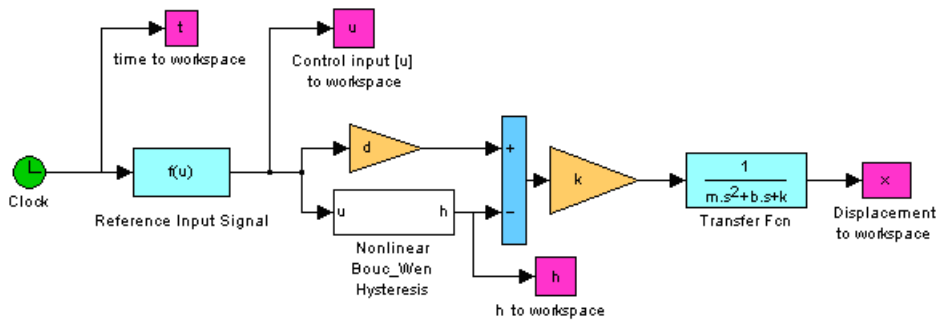 t
time to workspace
u
Control input [u]
to workspace
Clock
f(u)
Reference Input Signal
d
u
h
Nonlinear
Bouc_Wen
Hysteresis
+
−
k
1
m.s²+b.s+k
Transfer Fcn
x
Displacement
to workspace
h
h to workspace